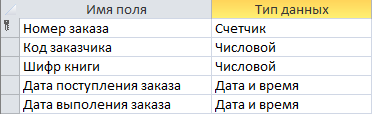 Имя поля Тип данных
Номер заказа Счетчик
Код заказчика Числовой
Шифр книги Числовой
Дата поступления заказа Дата и время
Дата выполения заказа Дата и время